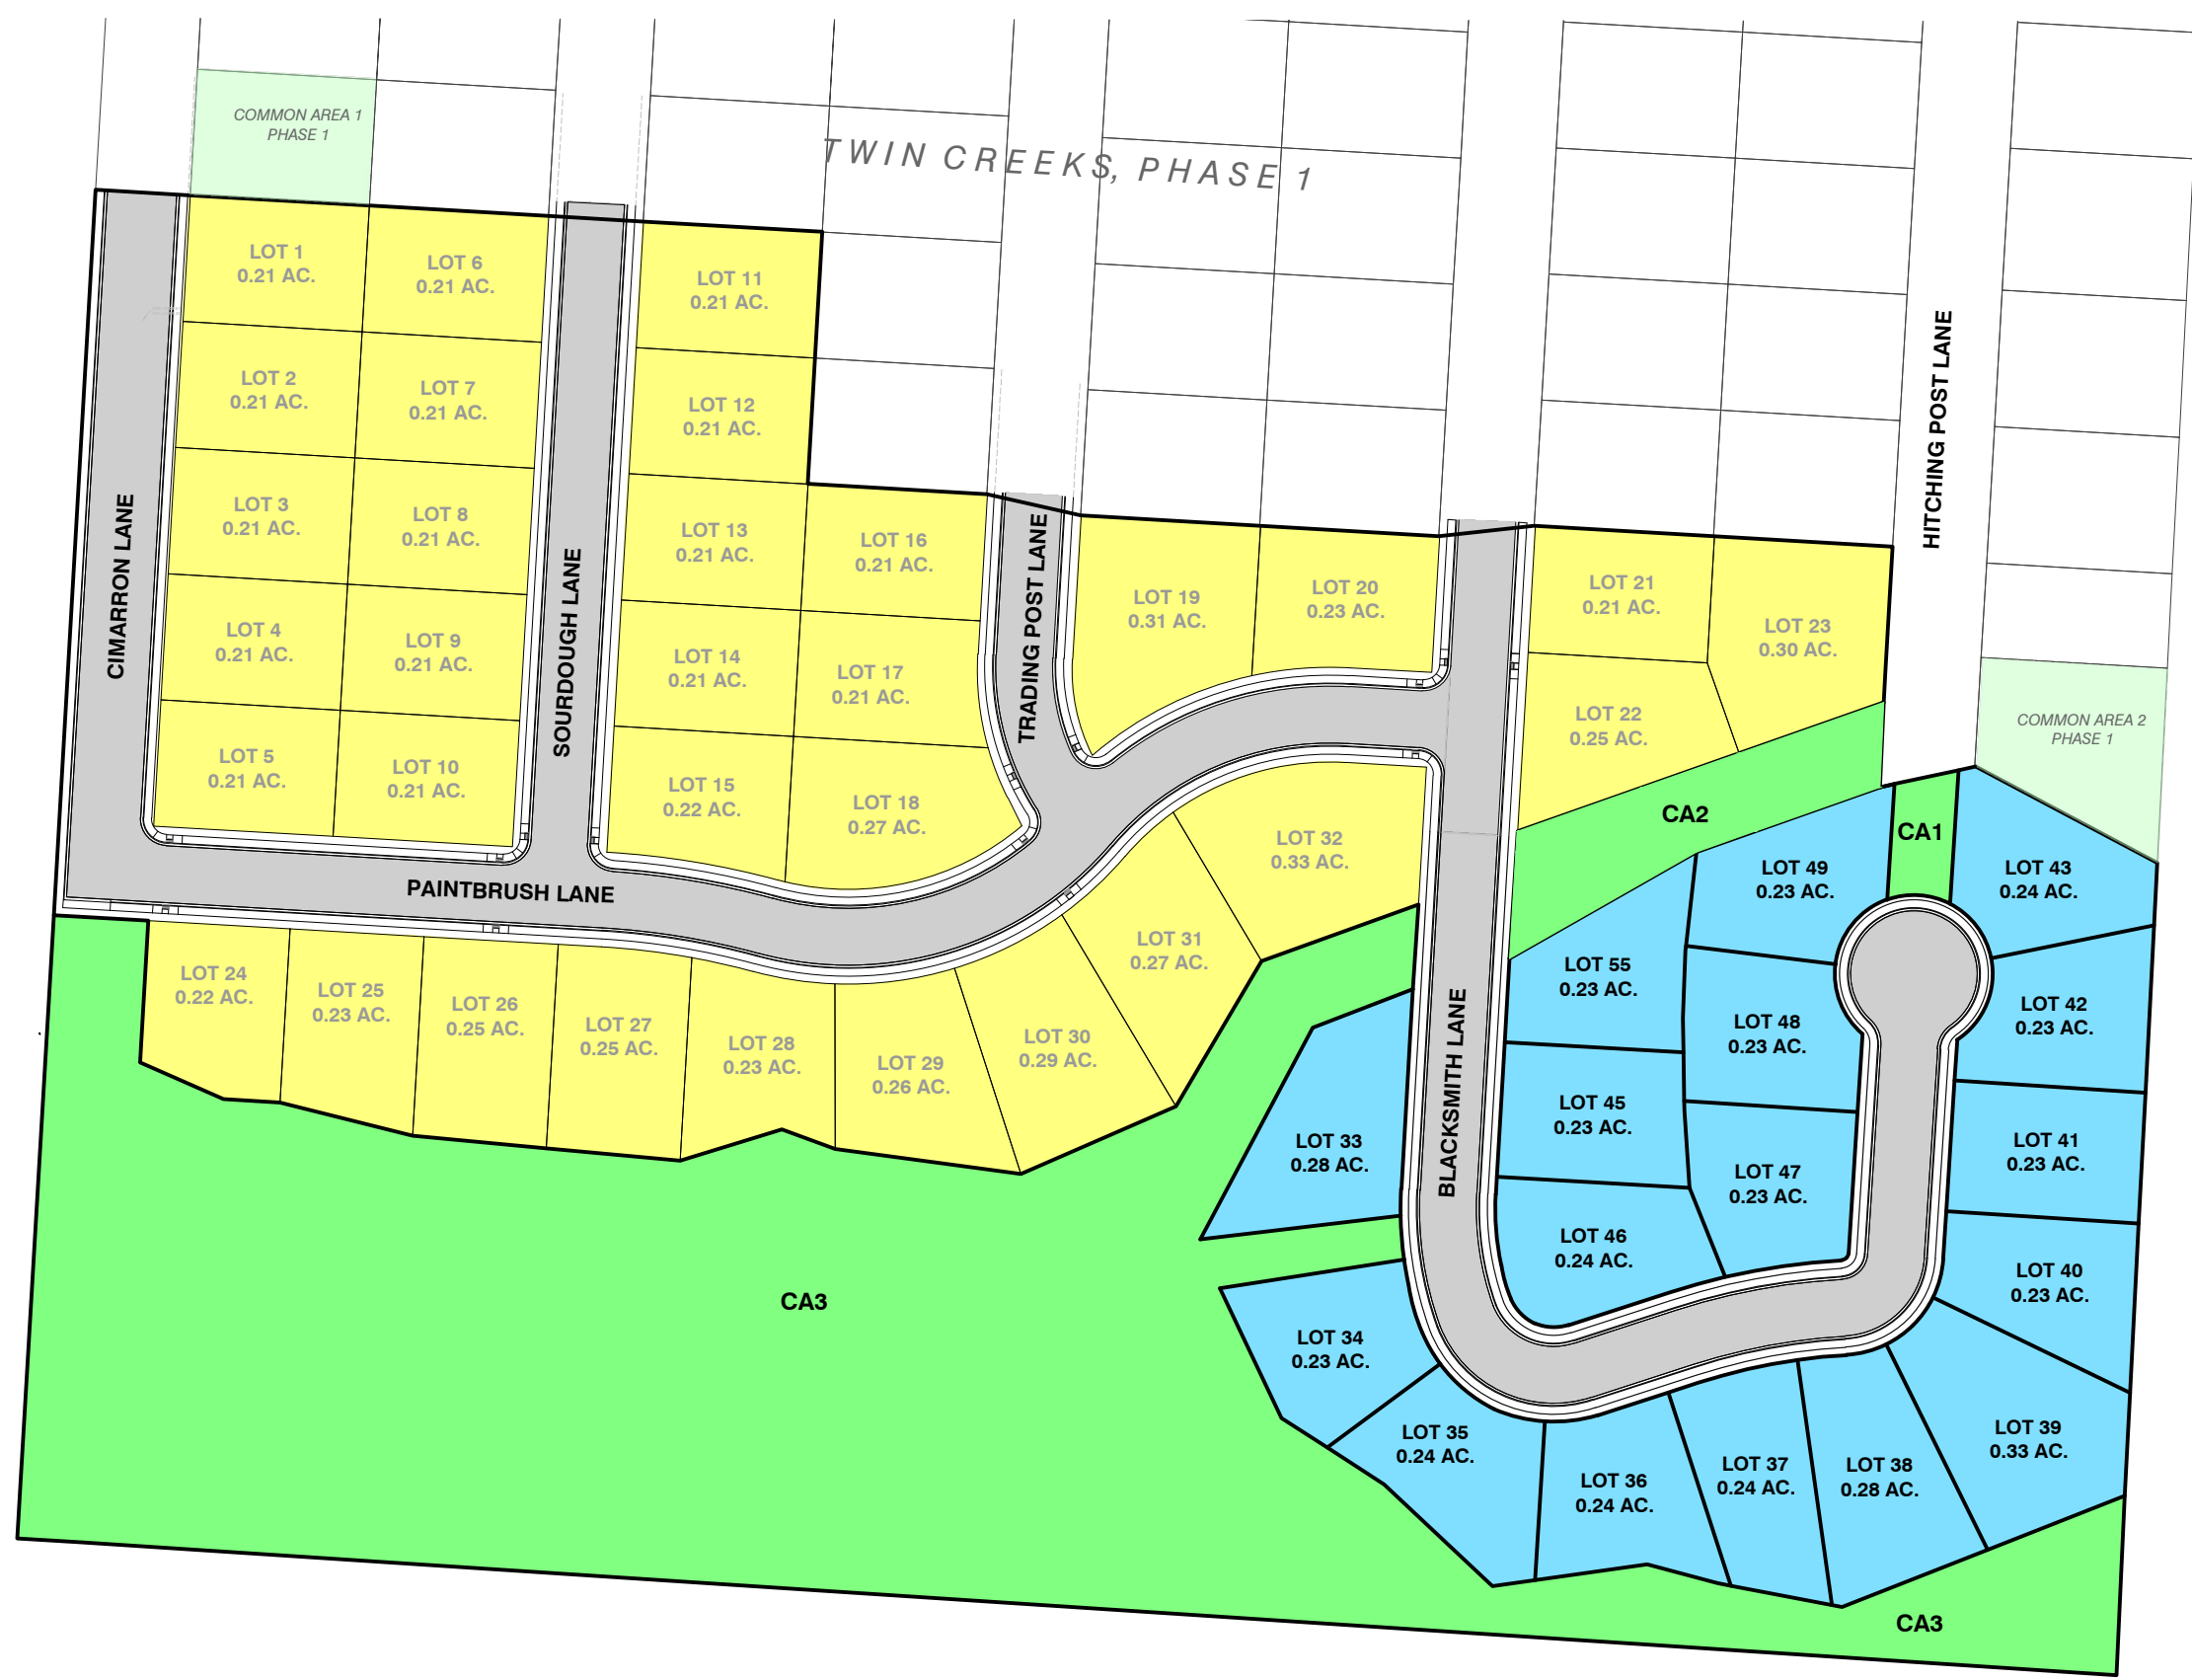 COMMON AREA 1
PHASE 1
TWIN CREEKS, PHASE 1
LOT 1
0.21 AC.
LOT 6
0.21 AC.
LOT 11
0.21 AC.
LOT 2
0.21 AC.
LOT 7
0.21 AC.
LOT 12
0.21 AC.
HITCHING POST LANE
LOT 3
0.21 AC.
LOT 8
0.21 AC.
LOT 13
0.21 AC.
LOT 16
0.21 AC.
CIMARRON LANE
SOURDOUGH LANE
TRADING POST LANE
LOT 19
0.31 AC.
LOT 20
0.23 AC.
LOT 21
0.21 AC.
LOT 23
0.30 AC.
LOT 4
0.21 AC.
LOT 9
0.21 AC.
LOT 14
0.21 AC.
LOT 17
0.21 AC.
LOT 22
0.25 AC.
COMMON AREA 2
PHASE 1
LOT 5
0.21 AC.
LOT 10
0.21 AC.
LOT 15
0.22 AC.
LOT 18
0.27 AC.
CA2
CA1
LOT 32
0.33 AC.
LOT 49
0.23 AC.
LOT 43
0.24 AC.
PAINTBRUSH LANE
LOT 31
0.27 AC.
LOT 55
0.23 AC.
LOT 24
0.22 AC.
LOT 25
0.23 AC.
LOT 26
0.25 AC.
LOT 27
0.25 AC.
LOT 28
0.23 AC.
LOT 29
0.26 AC.
LOT 30
0.29 AC.
BLACKSMITH LANE
LOT 48
0.23 AC.
LOT 42
0.23 AC.
LOT 33
0.28 AC.
LOT 45
0.23 AC.
LOT 47
0.23 AC.
LOT 41
0.23 AC.
LOT 46
0.24 AC.
LOT 40
0.23 AC.
CA3
LOT 34
0.23 AC.
LOT 35
0.24 AC.
LOT 36
0.24 AC.
LOT 37
0.24 AC.
LOT 38
0.28 AC.
LOT 39
0.33 AC.
CA3